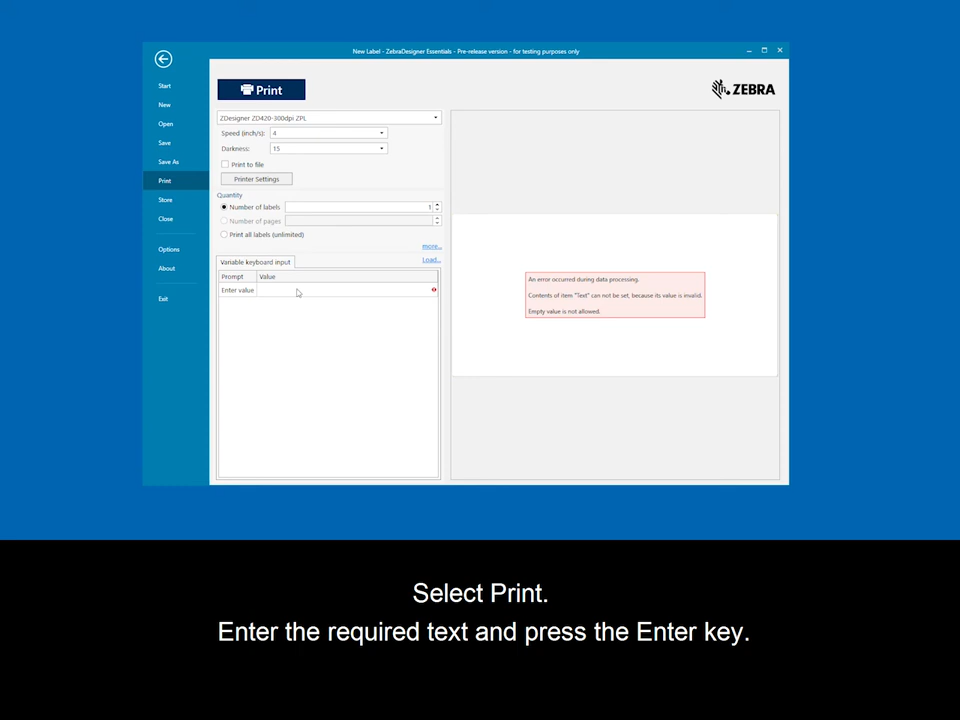 New Label - ZebraDesigner Essentials - Pre-release version - for testing purposes only
Start
New
Open
Save
Save As
Print
Store
Close
Options
About
Exit
Print
ZEBRA
ZDesigner ZD420-300dpi ZPL
Speed (inch/s): 4
Darkness: 15
Print to file
Printer Settings
Quantity
Number of labels 1
Number of pages
Print all labels (unlimited)
more...
Variable keyboard input
Load...
Prompt Value
Enter value
An error occurred during data processing.
Contents of item "Text" can not be set, because its value is invalid.
Empty value is not allowed.
Select Print.
Enter the required text and press the Enter key.